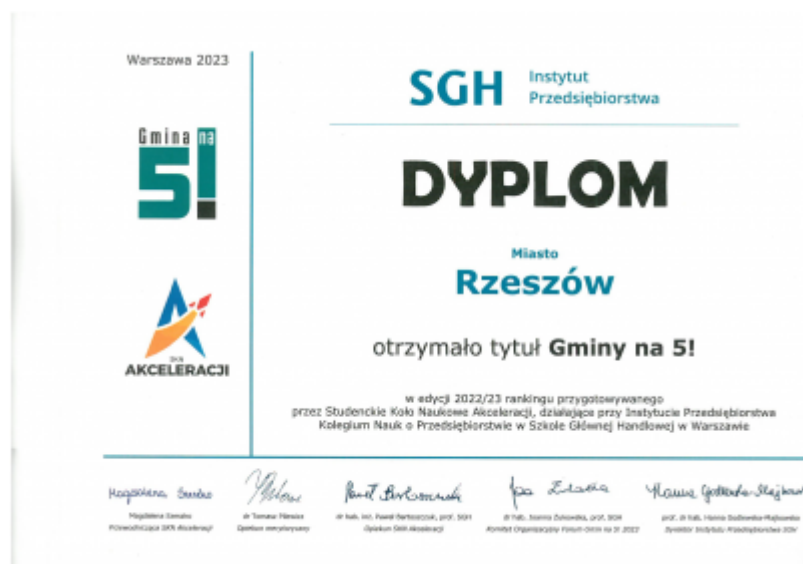 Warszawa 2023
Gmina na
5!
SKN
AKCELERACJI
SGH
Instytut
Przedsiębiorstwa
DYPLOM
Miasto
Rzeszów
otrzymało tytuł Gminy na 5!
w edycji 2022/23 rankingu przygotowywanego
przez Studenckie Koło Naukowe Akceleracji, działające przy Instytucie Przedsiębiorstwa
Kolegium Nauk o Przedsiębiorstwie w Szkole Głównej Handlowej w Warszawie
Magdalena
Przewodnicząca SKN Akceleracji
dr Tomasz Pilewicz
Opiekun merytoryczny
dr hab. inż. Paweł Bartoszczuk, prof. SGH
Opiekun SKN Akceleracji
dr hab. Joanna Żukowska, prof. SGH
Komitet Organizacyjny Forum Gmin na 5! 2023
prof. dr hab. Hanna Godlewska-Majkowska
Dyrektor Instytutu Przedsiębiorstwa SGH